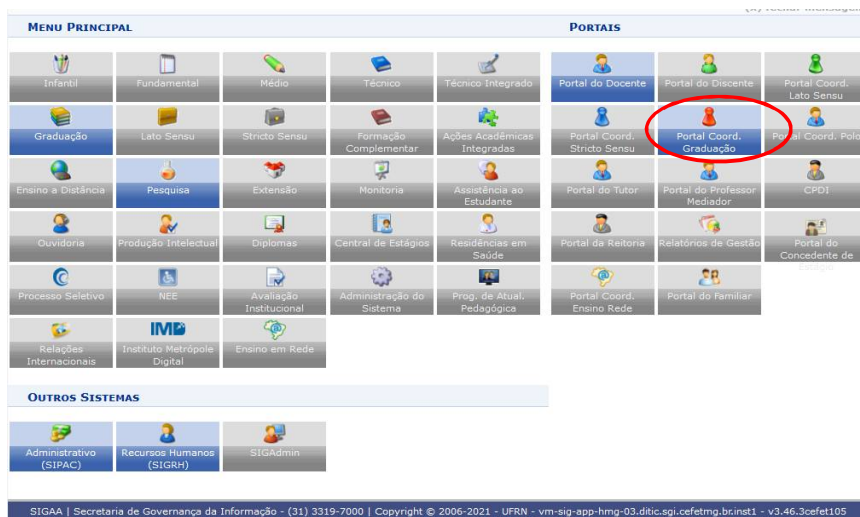 MENU PRINCIPAL
PORTAIS
Infantil
Fundamental
Médio
Técnico
Técnico Integrado
Portal do Docente
Portal do Discente
Portal Coord.
Lato Sensu
Graduação
Lato Sensu
Stricto Sensu
Formação
Complementar
Ações Acadêmicas
Integradas
Portal Coord.
Stricto Sensu
Portal Coord.
Graduação
Portal Coord. Polo
Ensino a Distância
Pesquisa
Extensão
Monitoria
Assistência ao
Estudante
Portal do Tutor
Portal do Professor
Mediador
CPDI
Ouvidoria
Produção Intelectual
Diplomas
Central de Estágios
Residências em
Saúde
Portal da Reitoria
Relatórios de Gestão
Portal do
Concedente de
Processo Seletivo
NEE
Avaliação
Institucional
Administração do
Sistema
Prog. de Atual.
Pedagógica
Portal Coord.
Ensino Rede
Portal do Familiar
Relações
Internacionais
IMD
Instituto Metrópole
Digital
Ensino em Rede
OUTROS SISTEMAS
Administrativo
(SIPAC)
Recursos Humanos
(SIGRH)
SIGAdmin
SIGAA | Secretaria de Governança da Informação - (31) 3319-7000 | Copyright © 2006-2021 - UFRN - vm-sig-app-hmg-03.ditic.sgi.cefetmg.br.inst1 - v3.46.3cefet105